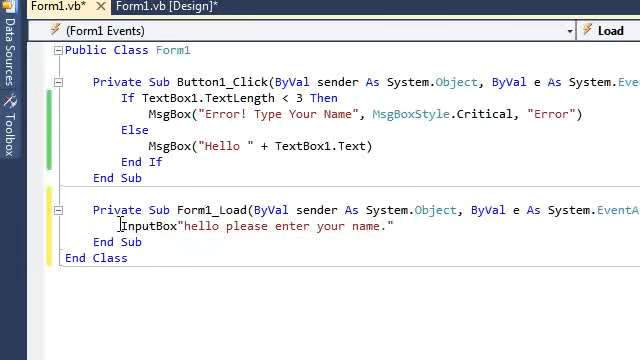 Form1.vb*
Form1.vb [Design]*
(Form1 Events)
Load
Data Sources
Toolbox
Public Class Form1
Private Sub Button1_Click(ByVal sender As System.Object, ByVal e As System.Eve
If TextBox1.TextLength < 3 Then
MsgBox("Error! Type Your Name", MsgBoxStyle.Critical, "Error")
Else
MsgBox("Hello " + TextBox1.Text)
End If
End Sub
Private Sub Form1_Load(ByVal sender As System.Object, ByVal e As System.EventA
InputBox"hello please enter your name."
End Sub
End Class